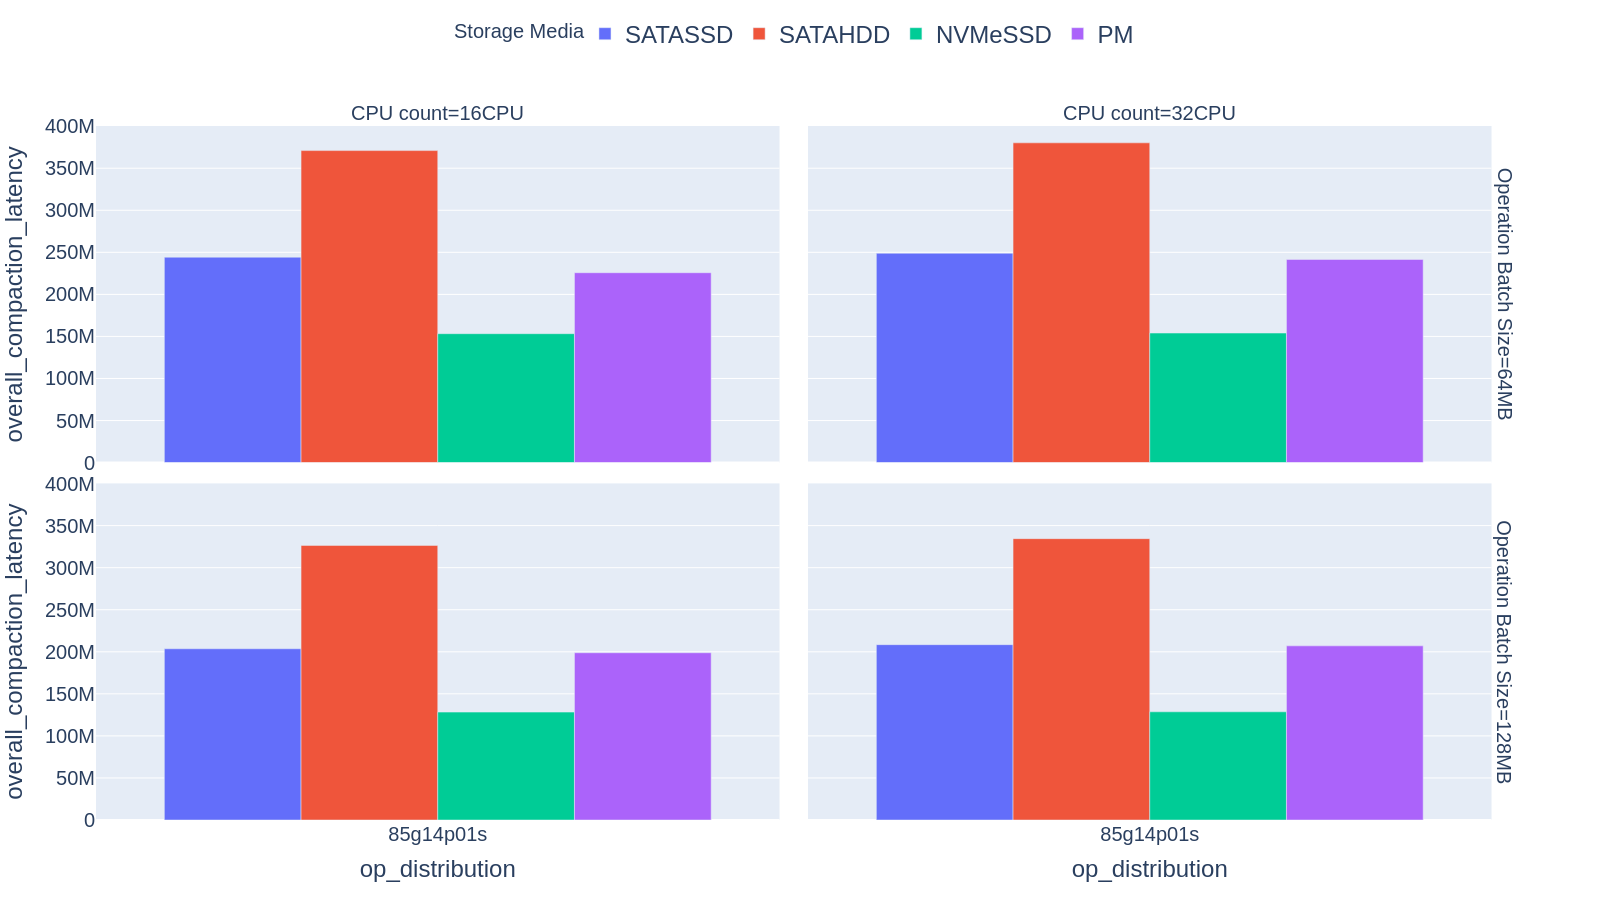 Storage Media SATASSD SATAHDD NVMeSSD PM
CPU count=16CPU
CPU count=32CPU
overall_compaction_latency
400M
350M
300M
250M
200M
150M
100M
50M
0
Operation Batch Size=64MB
overall_compaction_latency
400M
350M
300M
250M
200M
150M
100M
50M
0
Operation Batch Size=128MB
85g14p01s
85g14p01s
op_distribution
op_distribution